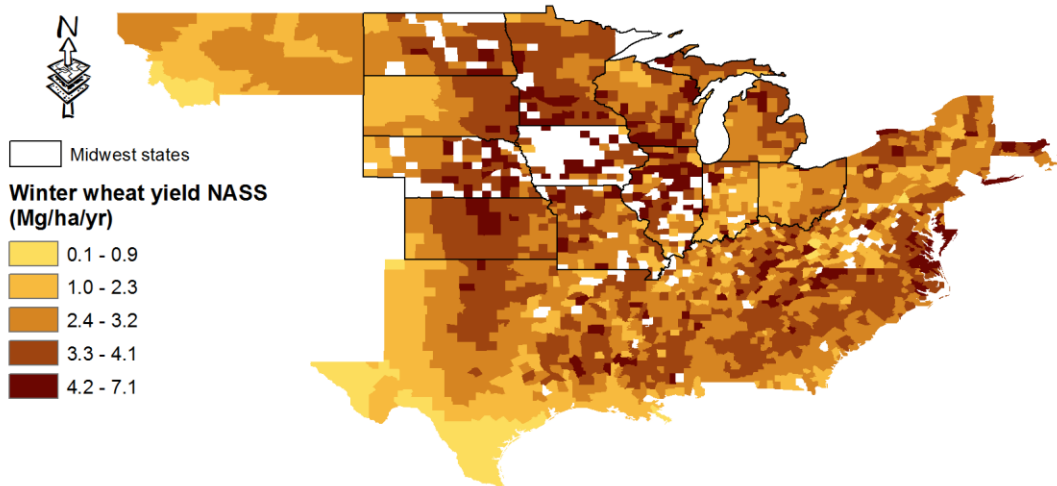 N
Midwest states
Winter wheat yield NASS
(Mg/ha/yr)
0.1 - 0.9
1.0 - 2.3
2.4 - 3.2
3.3 - 4.1
4.2 - 7.1